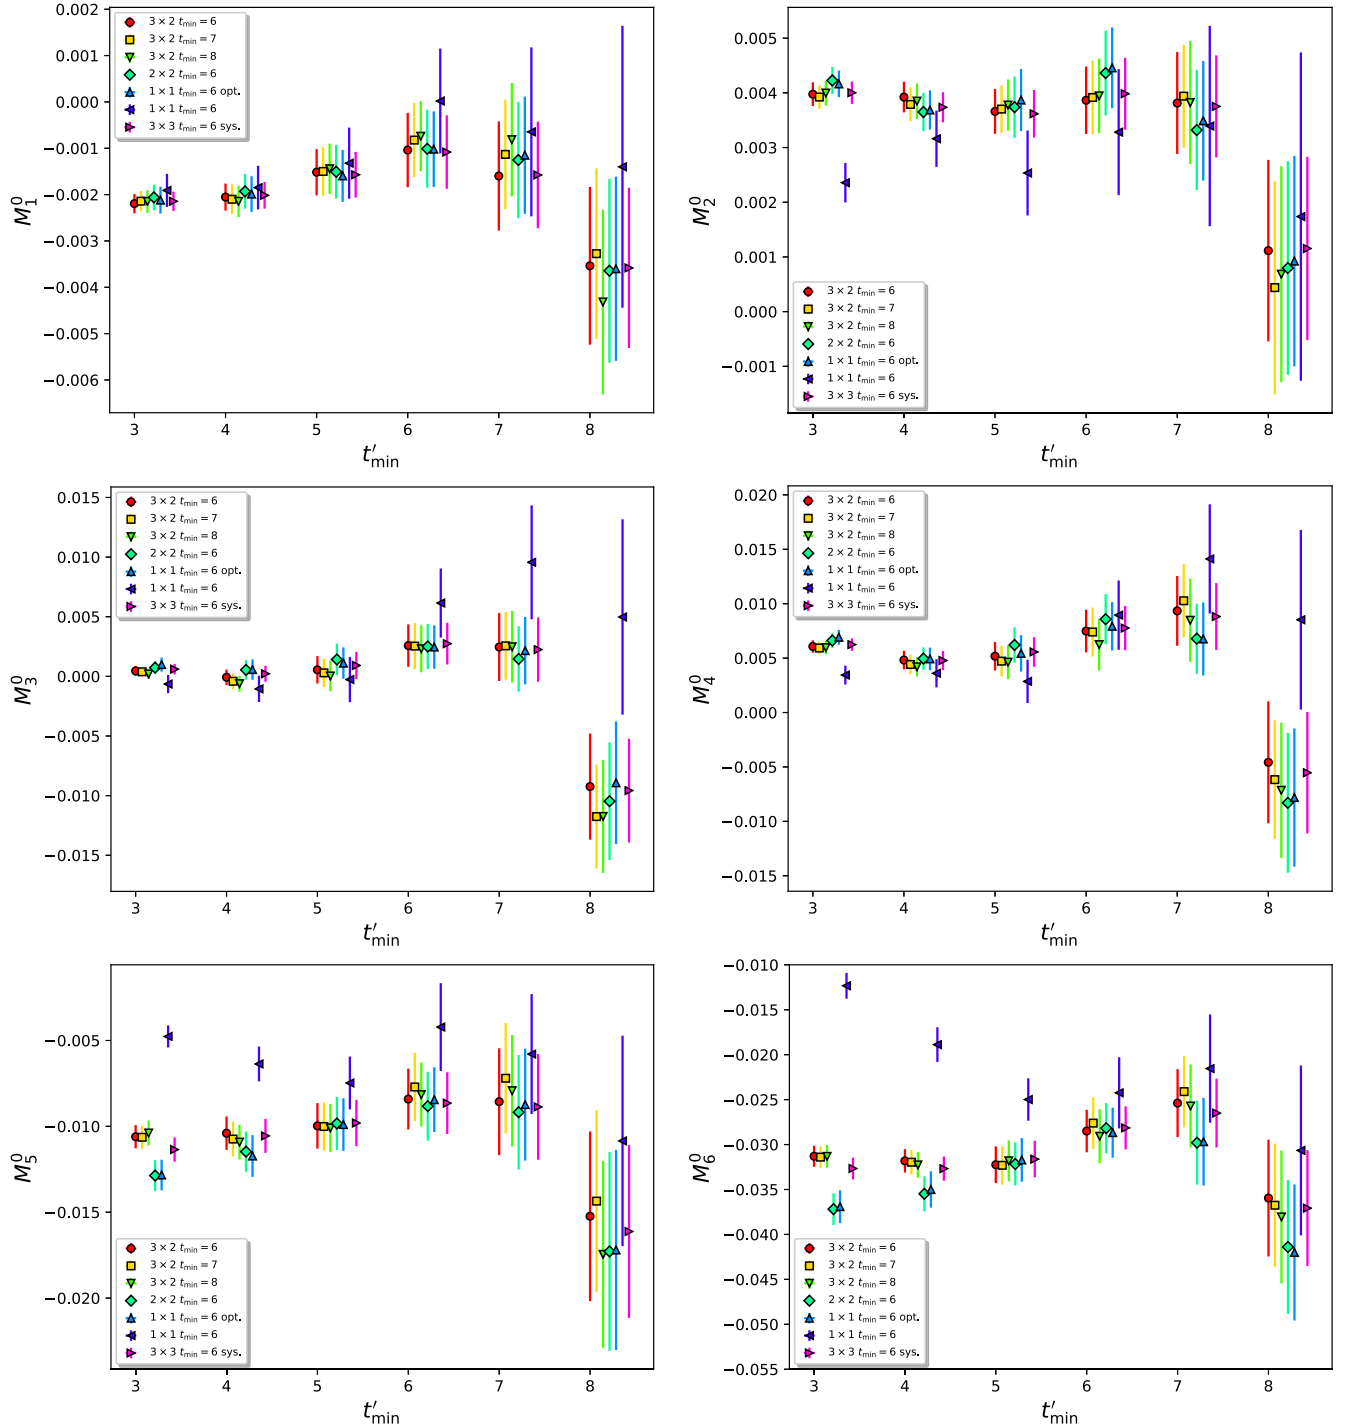 0.002
0.001
0.000
−0.001
−0.002
−0.003
−0.004
−0.005
−0.006
M₁⁰
3 × 2 t_min = 6
3 × 2 t_min = 7
3 × 2 t_min = 8
2 × 2 t_min = 6
1 × 1 t_min = 6 opt.
1 × 1 t_min = 6
3 × 3 t_min = 6 sys.
3 4 5 6 7 8
t′_min
0.005
0.004
0.003
0.002
0.001
0.000
−0.001
M₂⁰
3 × 2 t_min = 6
3 × 2 t_min = 7
3 × 2 t_min = 8
2 × 2 t_min = 6
1 × 1 t_min = 6 opt.
1 × 1 t_min = 6
3 × 3 t_min = 6 sys.
3 4 5 6 7 8
t′_min
0.015
0.010
0.005
0.000
−0.005
−0.010
−0.015
M₃⁰
3 × 2 t_min = 6
3 × 2 t_min = 7
3 × 2 t_min = 8
2 × 2 t_min = 6
1 × 1 t_min = 6 opt.
1 × 1 t_min = 6
3 × 3 t_min = 6 sys.
3 4 5 6 7 8
t′_min
0.020
0.015
0.010
0.005
0.000
−0.005
−0.010
−0.015
M₄⁰
3 × 2 t_min = 6
3 × 2 t_min = 7
3 × 2 t_min = 8
2 × 2 t_min = 6
1 × 1 t_min = 6 opt.
1 × 1 t_min = 6
3 × 3 t_min = 6 sys.
3 4 5 6 7 8
t′_min
−0.005
−0.010
−0.015
−0.020
M₅⁰
3 × 2 t_min = 6
3 × 2 t_min = 7
3 × 2 t_min = 8
2 × 2 t_min = 6
1 × 1 t_min = 6 opt.
1 × 1 t_min = 6
3 × 3 t_min = 6 sys.
3 4 5 6 7 8
t′_min
−0.010
−0.015
−0.020
−0.025
−0.030
−0.035
−0.040
−0.045
−0.050
−0.055
M₆⁰
3 × 2 t_min = 6
3 × 2 t_min = 7
3 × 2 t_min = 8
2 × 2 t_min = 6
1 × 1 t_min = 6 opt.
1 × 1 t_min = 6
3 × 3 t_min = 6 sys.
3 4 5 6 7 8
t′_min